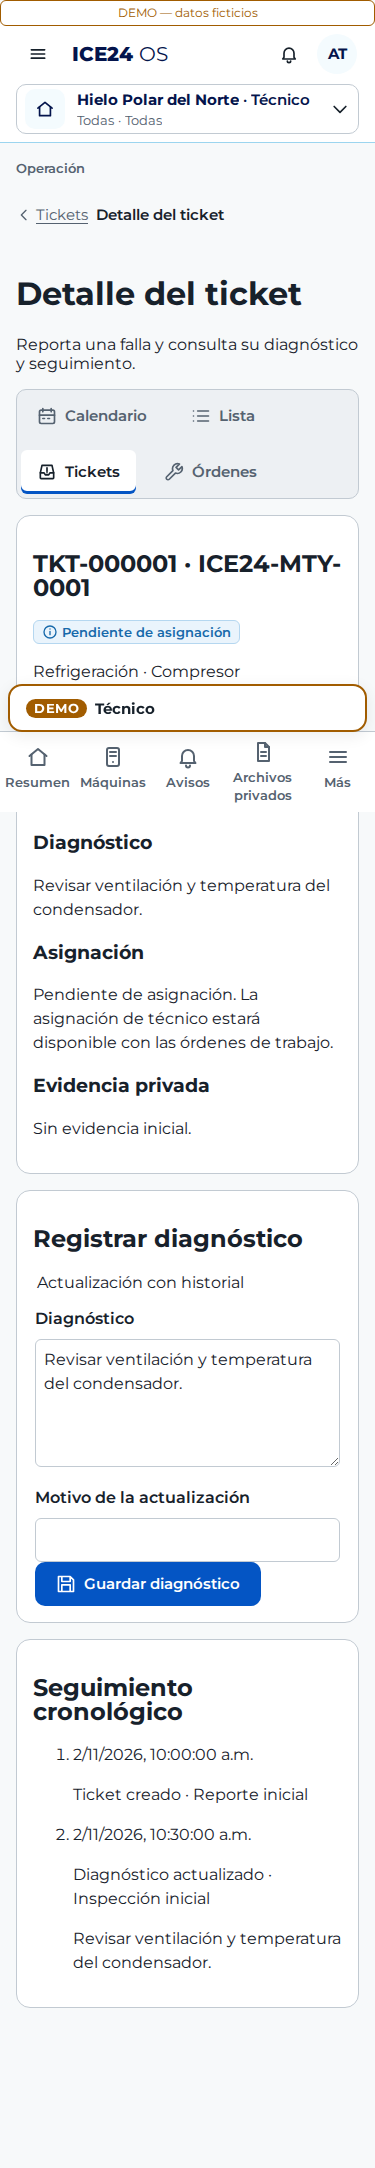 DEMO — datos ficticios
ICE24 OS
AT
Hielo Polar del Norte · Técnico
Todas · Todas
Operación
Tickets Detalle del ticket
Detalle del ticket
Reporta una falla y consulta su diagnóstico
y seguimiento.
Calendario
Lista
Tickets
Órdenes
TKT-000001 · ICE24-MTY-
0001
Pendiente de asignación
Refrigeración · Compresor
DEMO Técnico
Resumen
Máquinas
Avisos
Archivos
privados
Más
Diagnóstico
Revisar ventilación y temperatura del
condensador.
Asignación
Pendiente de asignación. La
asignación de técnico estará
disponible con las órdenes de trabajo.
Evidencia privada
Sin evidencia inicial.
Registrar diagnóstico
Actualización con historial
Diagnóstico
Revisar ventilación y temperatura
del condensador.
Motivo de la actualización
Guardar diagnóstico
Seguimiento
cronológico
1. 2/11/2026, 10:00:00 a.m.
Ticket creado · Reporte inicial
2. 2/11/2026, 10:30:00 a.m.
Diagnóstico actualizado ·
Inspección inicial
Revisar ventilación y temperatura
del condensador.